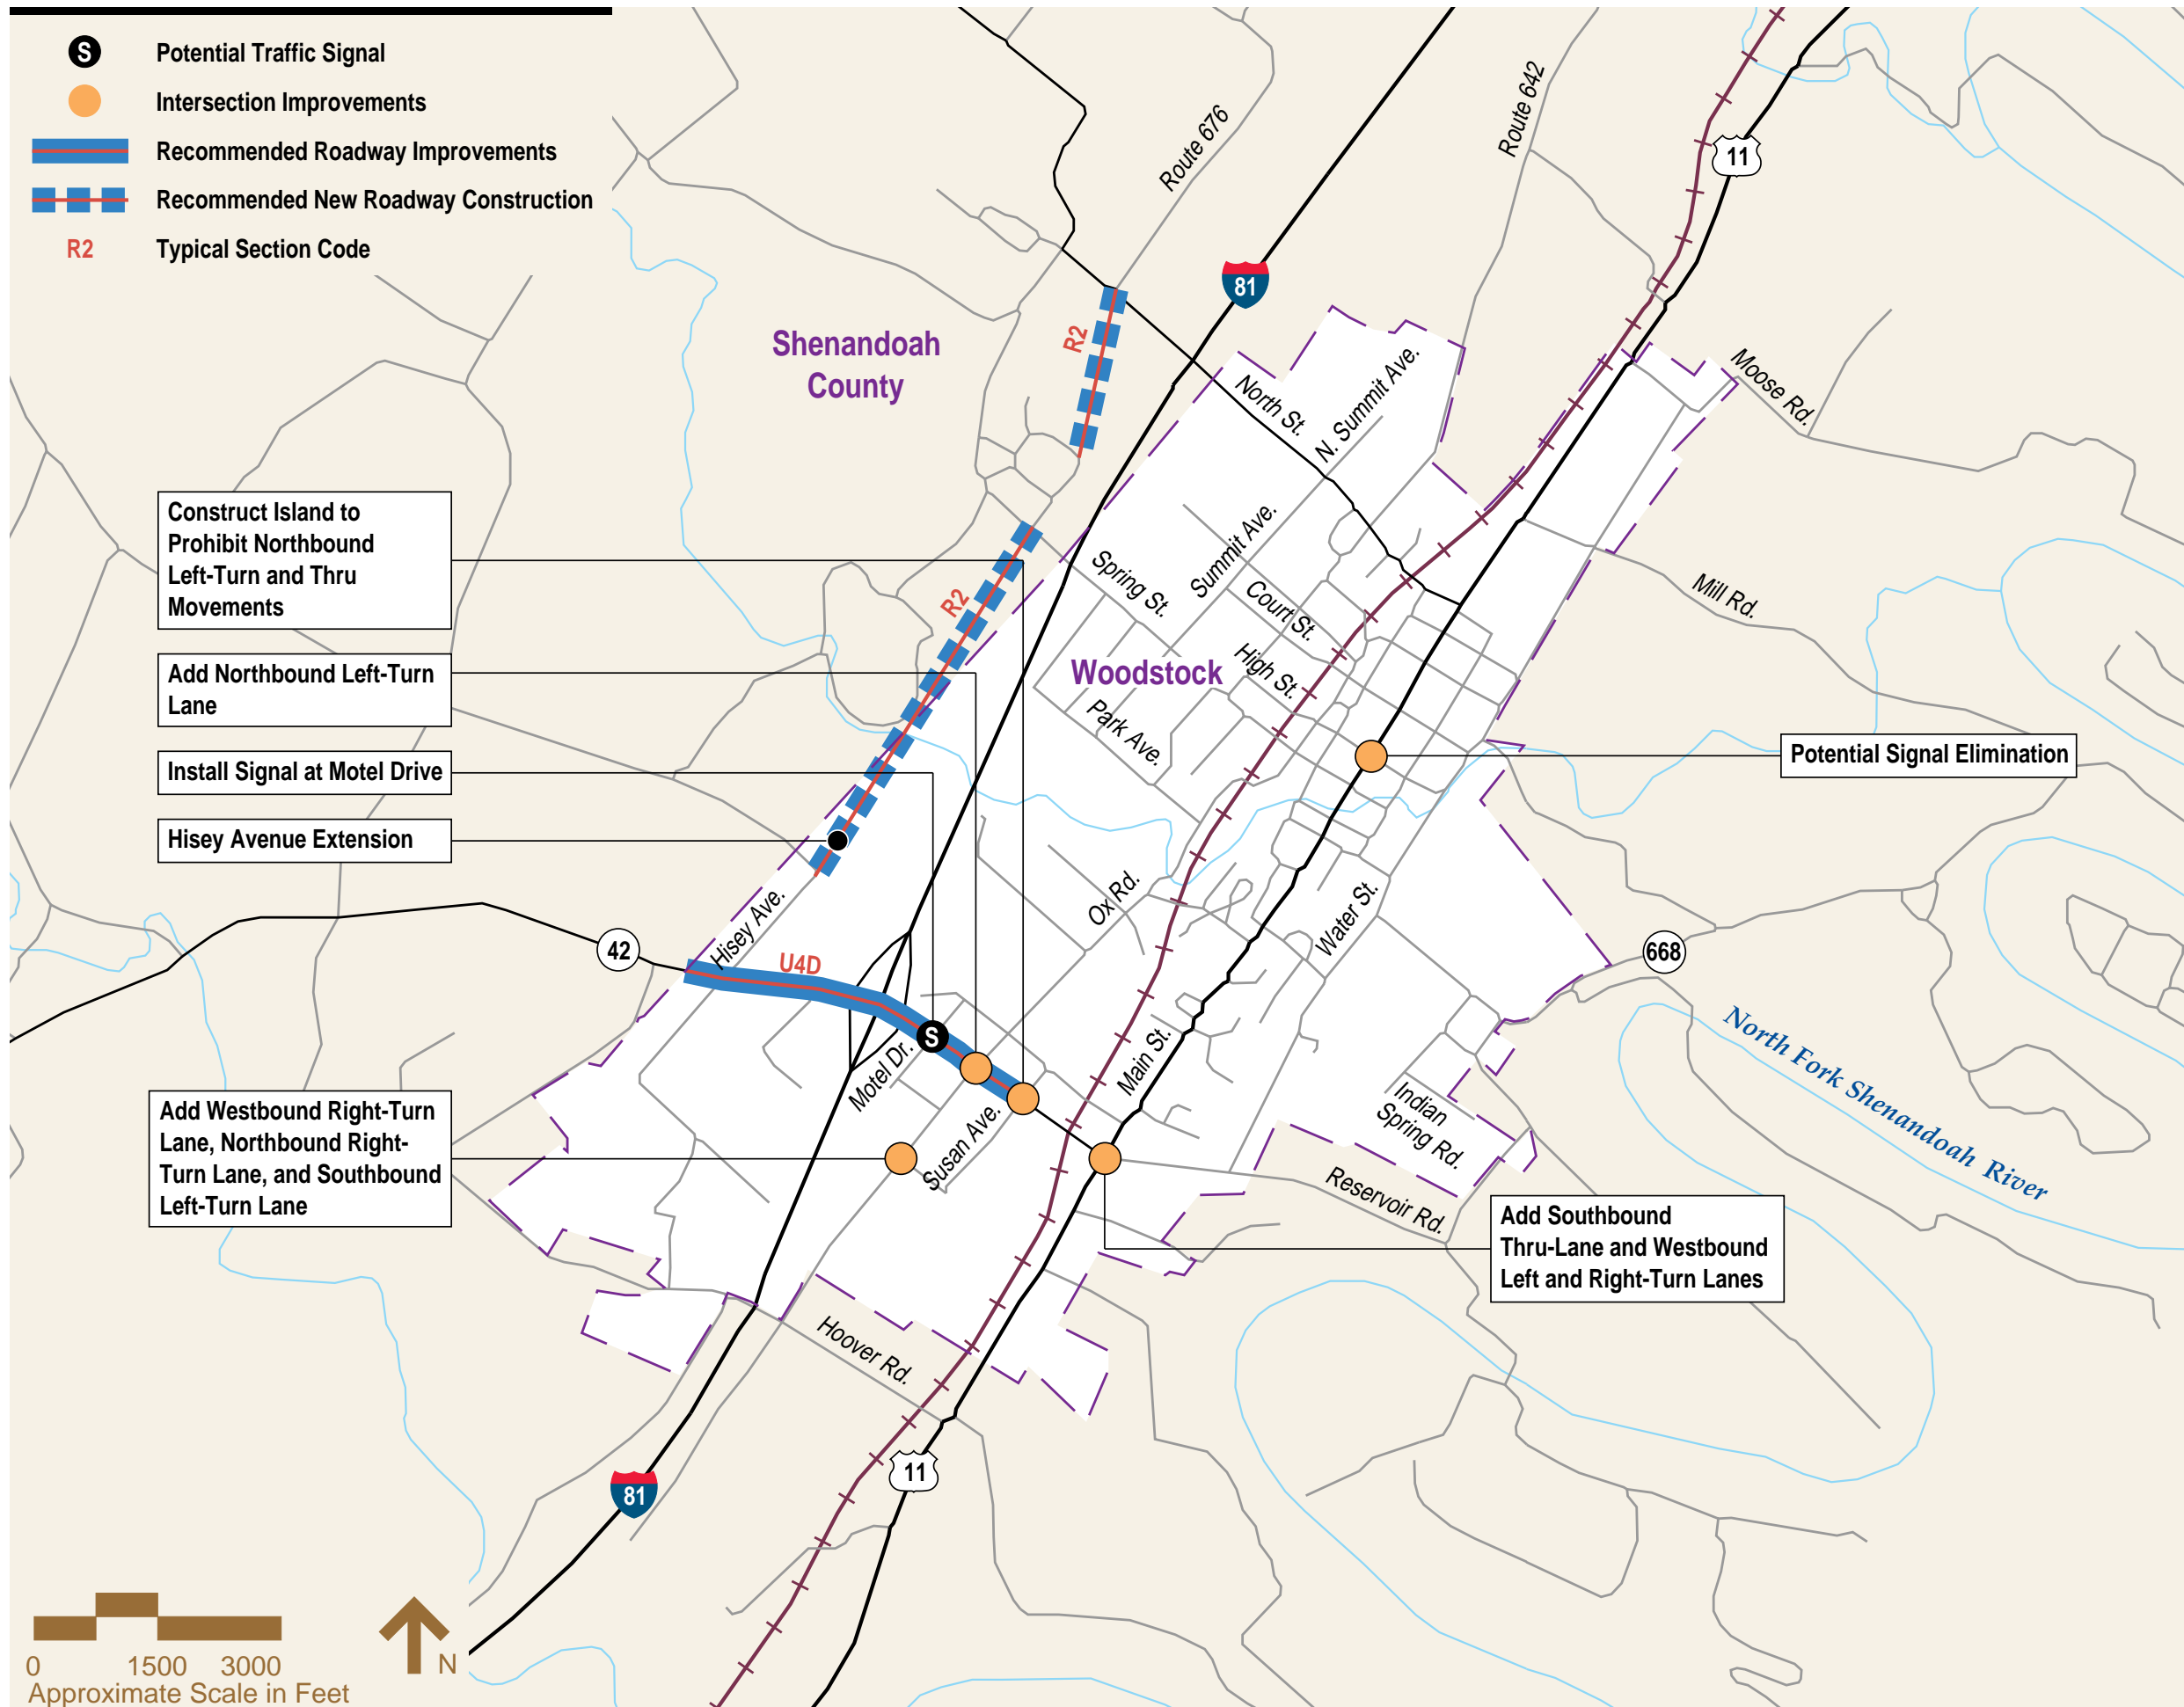 S Potential Traffic Signal
Intersection Improvements
Recommended Roadway Improvements
Recommended New Roadway Construction
R2 Typical Section Code
Route 676
Route 642
11
81
Shenandoah
County
R2
North St.
N. Summit Ave.
Moose Rd.
Construct Island to
Prohibit Northbound
Left-Turn and Thru
Movements
R2
Spring St.
Summit Ave.
Court St.
Mill Rd.
Add Northbound Left-Turn
Lane
Woodstock
High St.
Park Ave.
Potential Signal Elimination
Install Signal at Motel Drive
Hisey Avenue Extension
Hisey Ave.
Ox Rd.
Water St.
42
U4D
668
S
Motel Dr.
Main St.
North Fork Shenandoah River
Indian
Spring Rd.
Add Westbound Right-Turn
Lane, Northbound Right-
Turn Lane, and Southbound
Left-Turn Lane
Susan Ave.
Reservoir Rd.
Add Southbound
Thru-Lane and Westbound
Left and Right-Turn Lanes
Hoover Rd.
11
81
N
0 1500 3000
Approximate Scale in Feet